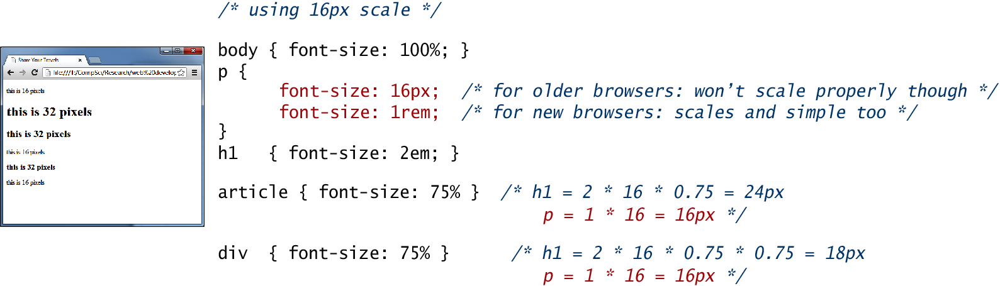 /* using 16px scale */
body { font-size: 100%; }
p {
font-size: 16px; /* for older browsers: won’t scale properly though */
font-size: 1rem; /* for new browsers: scales and simple too */
}
h1 { font-size: 2em; }
article { font-size: 75% } /* h1 = 2 * 16 * 0.75 = 24px
p = 1 * 16 = 16px */
div { font-size: 75% } /* h1 = 2 * 16 * 0.75 * 0.75 = 18px
p = 1 * 16 = 16px */
Share Your Travels
file:///T:/CompSci/Research/web%20develop
this is 16 pixels
this is 32 pixels
this is 32 pixels
this is 16 pixels
this is 32 pixels
this is 16 pixels